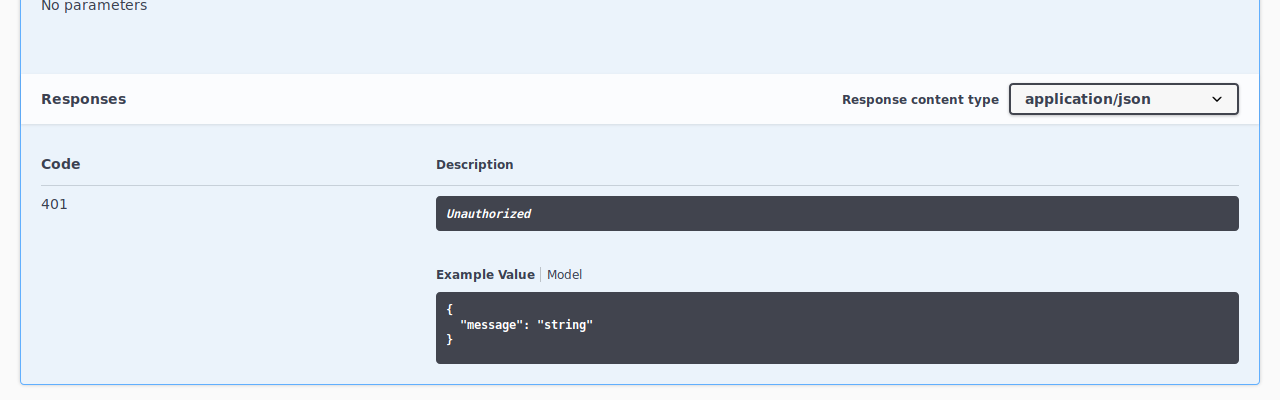 No parameters
Responses
Response content type
application/json
Code
Description
401
Unauthorized
Example Value
Model
{
"message": "string"
}